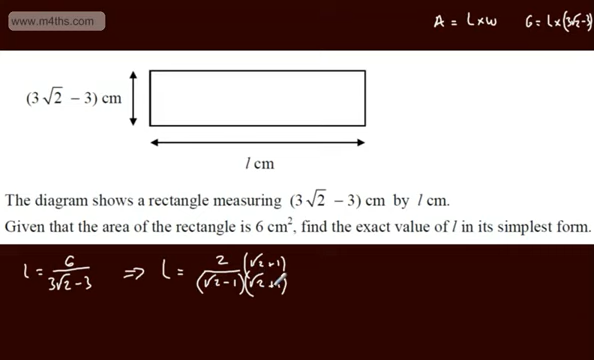 www.m4ths.com
A = l x w  6 = l x (3√2 - 3)
(3√2 - 3) cm
l cm
The diagram shows a rectangle measuring (3√2 - 3) cm by l cm.
Given that the area of the rectangle is 6 cm², find the exact value of l in its simplest form.
l = 6/(3√2 - 3) => l = 2(√2 + 1)/(√2 - 1)(√2 + 1)